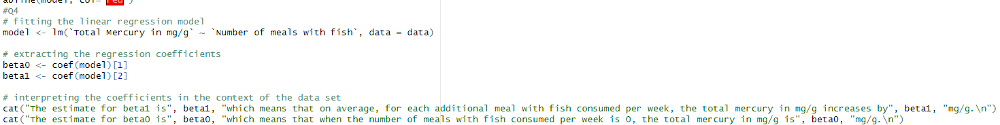 abline(model, col= "red")
#Q4
# fitting the linear regression model
model <- lm(`Total Mercury in mg/g` ~ `Number of meals with fish`, data = data)
# extracting the regression coefficients
beta0 <- coef(model)[1]
beta1 <- coef(model)[2]
# interpreting the coefficients in the context of the data set
cat("The estimate for beta1 is", beta1, "which means that on average, for each additional meal with fish consumed per week, the total mercury in mg/g increases by", beta1, "mg/g.\n")
cat("The estimate for beta0 is", beta0, "which means that when the number of meals with fish consumed per week is 0, the total mercury in mg/g is", beta0, "mg/g.\n")